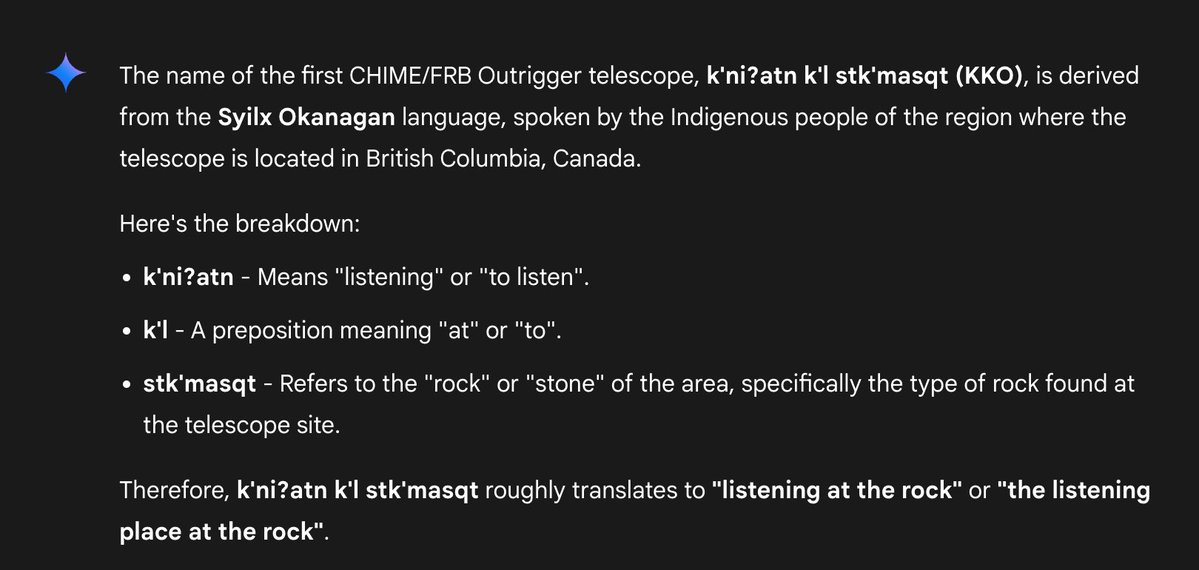 The name of the first CHIME/FRB Outrigger telescope, k'ni?atn k'l stk'masqt (KKO), is derived
from the Syilx Okanagan language, spoken by the Indigenous people of the region where the
telescope is located in British Columbia, Canada.
Here's the breakdown:
• k'ni?atn - Means "listening" or "to listen".
• k'l - A preposition meaning "at" or "to".
• stk'masqt - Refers to the "rock" or "stone" of the area, specifically the type of rock found at
the telescope site.
Therefore, k'ni?atn k'l stk'masqt roughly translates to "listening at the rock" or "the listening
place at the rock".